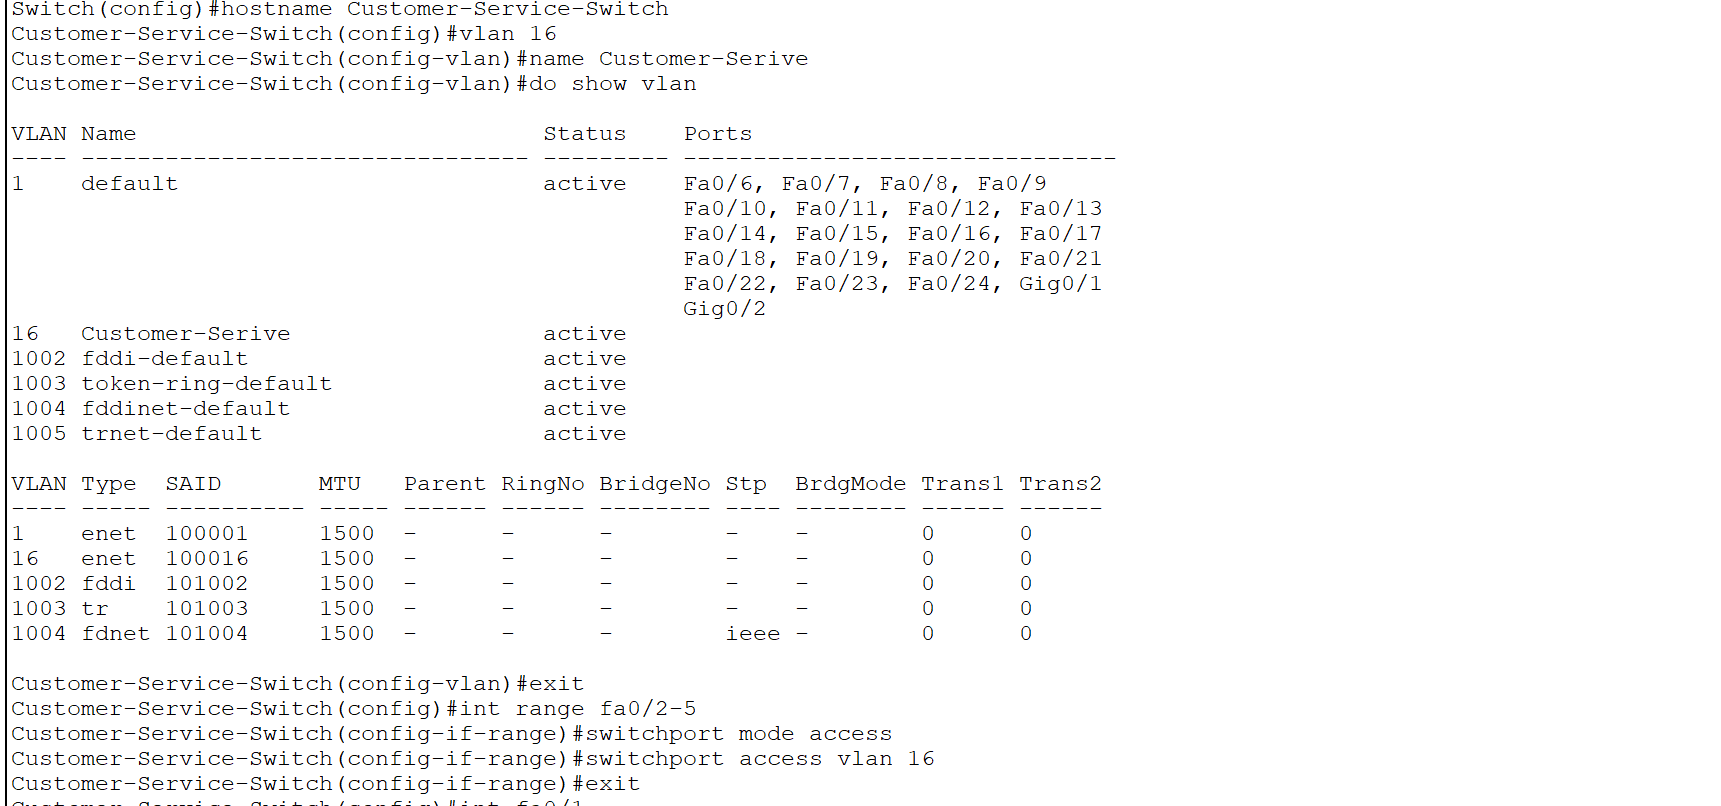 Switch(config)#hostname Customer-Service-Switch
Customer-Service-Switch(config)#vlan 16
Customer-Service-Switch(config-vlan)#name Customer-Serive
Customer-Service-Switch(config-vlan)#do show vlan

VLAN Name                             Status    Ports
---- -------------------------------- --------- -------------------------------
1    default                          active    Fa0/6, Fa0/7, Fa0/8, Fa0/9
                                                Fa0/10, Fa0/11, Fa0/12, Fa0/13
                                                Fa0/14, Fa0/15, Fa0/16, Fa0/17
                                                Fa0/18, Fa0/19, Fa0/20, Fa0/21
                                                Fa0/22, Fa0/23, Fa0/24, Gig0/1
                                                Gig0/2
16   Customer-Serive                  active
1002 fddi-default                     active
1003 token-ring-default               active
1004 fddinet-default                  active
1005 trnet-default                    active

VLAN Type  SAID       MTU   Parent RingNo BridgeNo Stp  BrdgMode Trans1 Trans2
---- ----- ---------- ----- ------ ------ -------- ---- -------- ------ ------
1    enet  100001     1500  -      -      -        -    -        0      0
16   enet  100016     1500  -      -      -        -    -        0      0
1002 fddi  101002     1500  -      -      -        -    -        0      0
1003 tr    101003     1500  -      -      -        -    -        0      0
1004 fdnet 101004     1500  -      -      -        ieee -        0      0

Customer-Service-Switch(config-vlan)#exit
Customer-Service-Switch(config)#int range fa0/2-5
Customer-Service-Switch(config-if-range)#switchport mode access
Customer-Service-Switch(config-if-range)#switchport access vlan 16
Customer-Service-Switch(config-if-range)#exit
Customer-Service-Switch(config)#int fa0/1